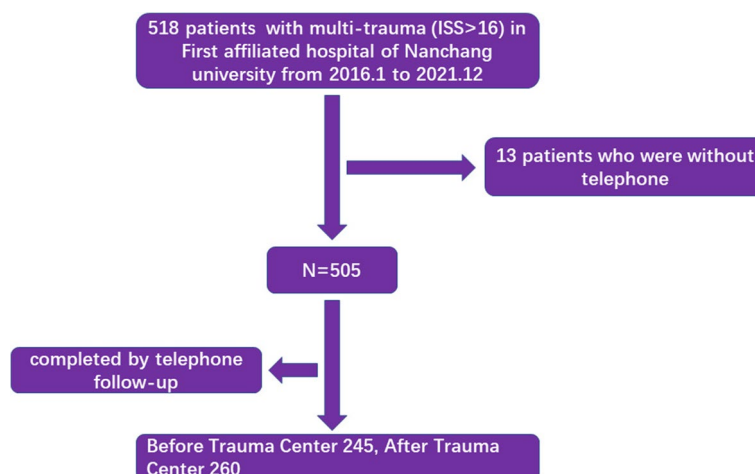 518 patients with multi-trauma (ISS>16) in
First affiliated hospital of Nanchang
university from 2016.1 to 2021.12
13 patients who were without
telephone
N=505
completed by telephone
follow-up
Before Trauma Center 245, After Trauma
Center 260